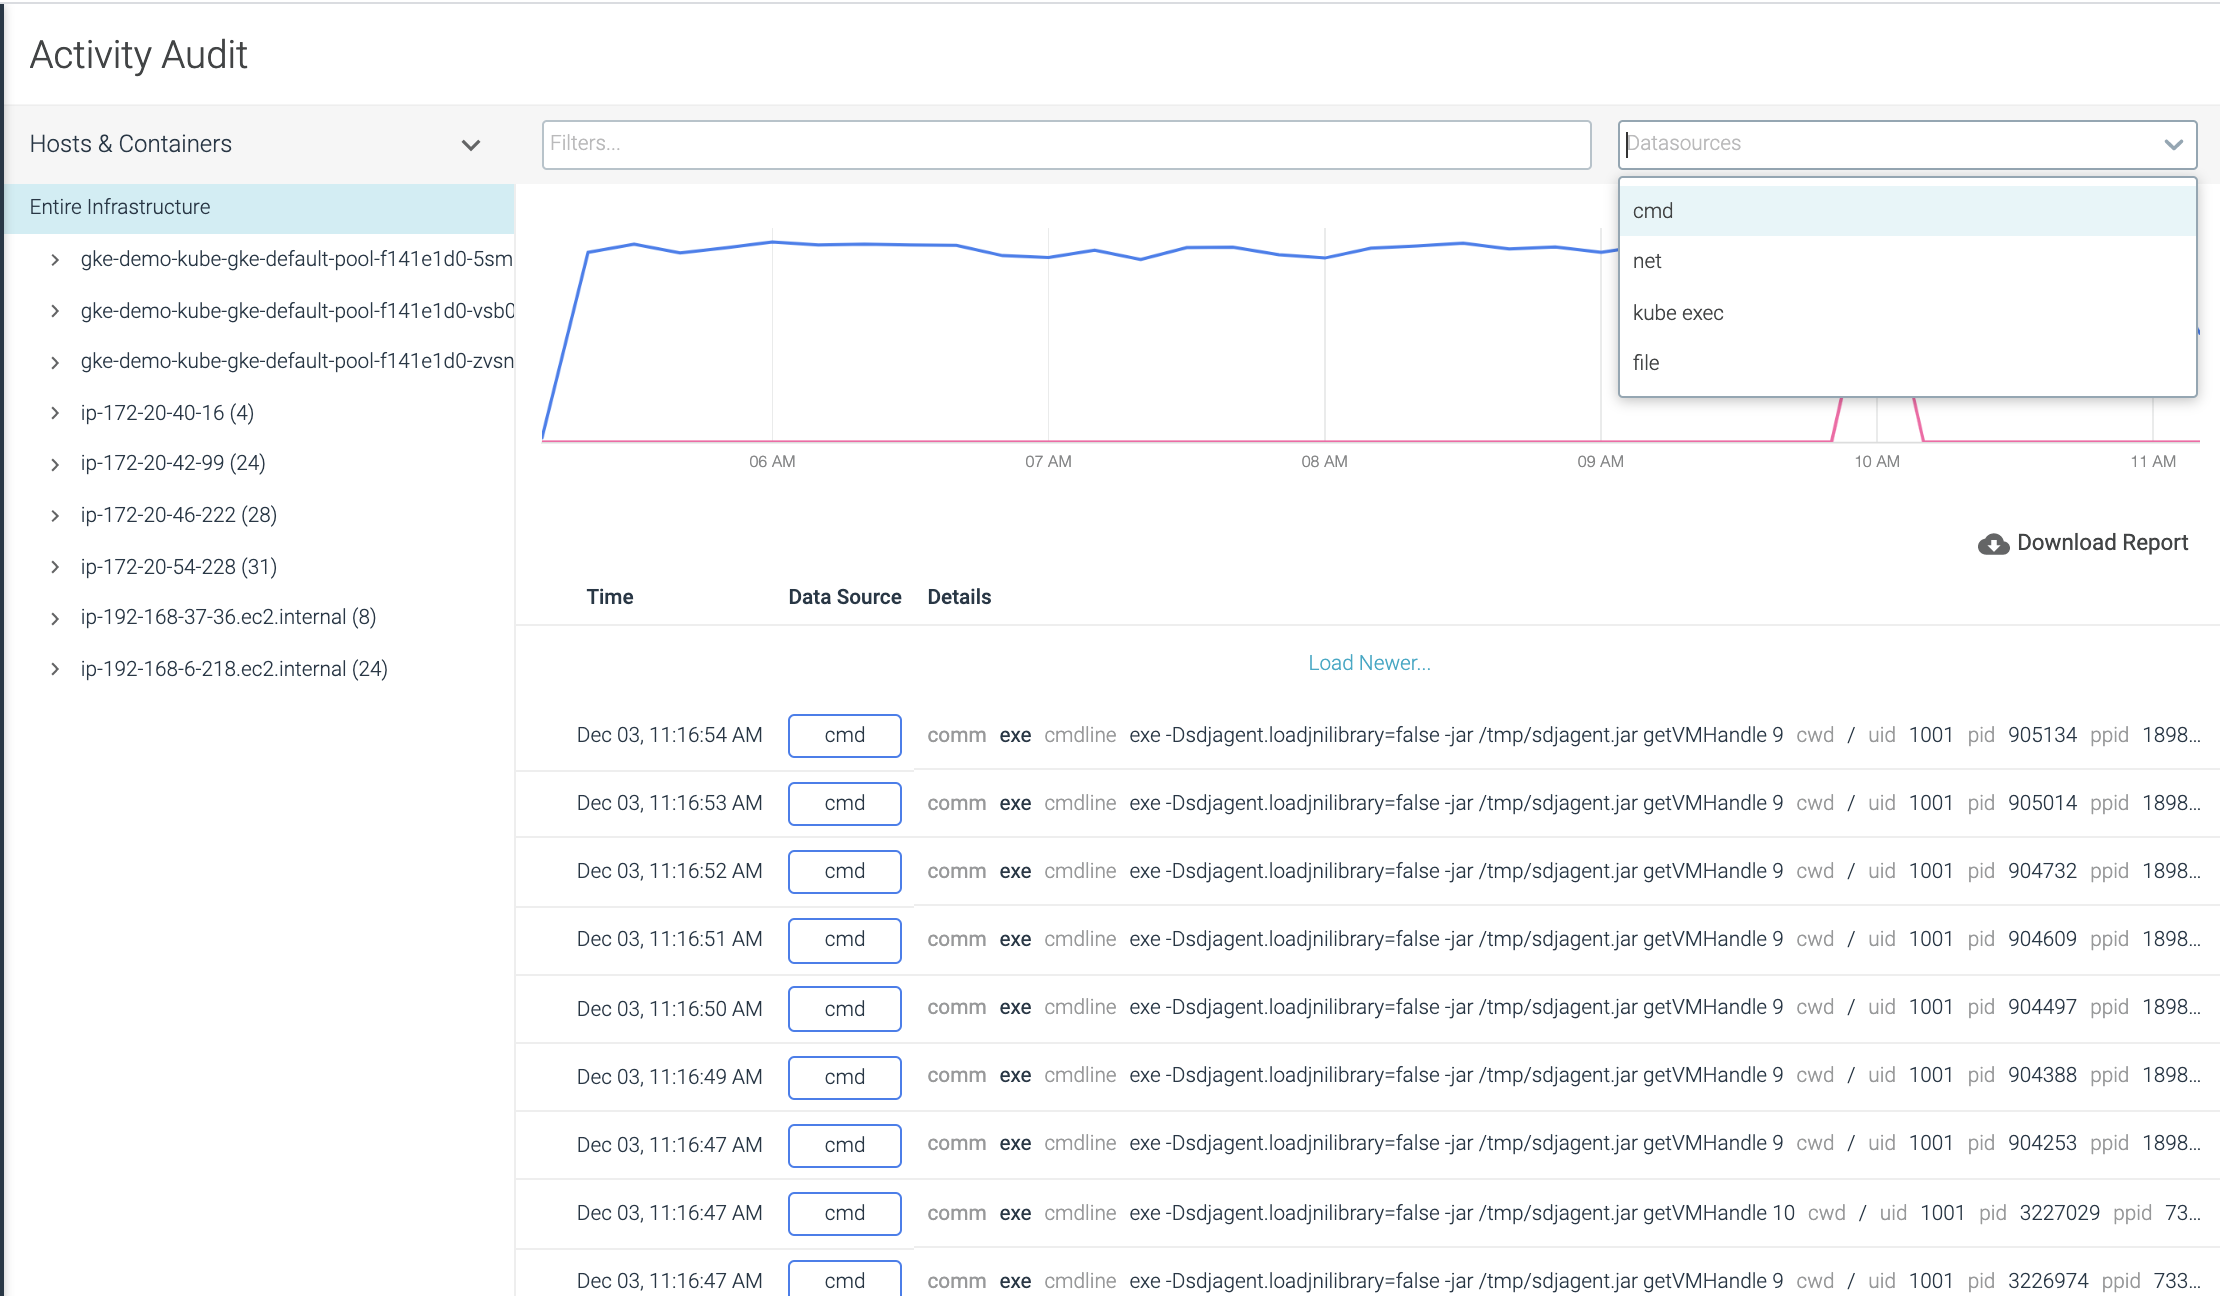 Activity Audit
Hosts & Containers
Filters...
Datasources
Entire Infrastructure
cmd
net
kube exec
file
gke-demo-kube-gke-default-pool-f141e1d0-5sm
gke-demo-kube-gke-default-pool-f141e1d0-vsb0
gke-demo-kube-gke-default-pool-f141e1d0-zvsn
ip-172-20-40-16 (4)
ip-172-20-42-99 (24)
ip-172-20-46-222 (28)
ip-172-20-54-228 (31)
ip-192-168-37-36.ec2.internal (8)
ip-192-168-6-218.ec2.internal (24)
06 AM 07 AM 08 AM 09 AM 10 AM 11 AM
Download Report
Time Data Source Details
Load Newer...
Dec 03, 11:16:54 AM cmd comm exe cmdline exe -Dsdjagent.loadjnilibrary=false -jar /tmp/sdjagent.jar getVMHandle 9 cwd / uid 1001 pid 905134 ppid 1898...
Dec 03, 11:16:53 AM cmd comm exe cmdline exe -Dsdjagent.loadjnilibrary=false -jar /tmp/sdjagent.jar getVMHandle 9 cwd / uid 1001 pid 905014 ppid 1898...
Dec 03, 11:16:52 AM cmd comm exe cmdline exe -Dsdjagent.loadjnilibrary=false -jar /tmp/sdjagent.jar getVMHandle 9 cwd / uid 1001 pid 904732 ppid 1898...
Dec 03, 11:16:51 AM cmd comm exe cmdline exe -Dsdjagent.loadjnilibrary=false -jar /tmp/sdjagent.jar getVMHandle 9 cwd / uid 1001 pid 904609 ppid 1898...
Dec 03, 11:16:50 AM cmd comm exe cmdline exe -Dsdjagent.loadjnilibrary=false -jar /tmp/sdjagent.jar getVMHandle 9 cwd / uid 1001 pid 904497 ppid 1898...
Dec 03, 11:16:49 AM cmd comm exe cmdline exe -Dsdjagent.loadjnilibrary=false -jar /tmp/sdjagent.jar getVMHandle 9 cwd / uid 1001 pid 904388 ppid 1898...
Dec 03, 11:16:47 AM cmd comm exe cmdline exe -Dsdjagent.loadjnilibrary=false -jar /tmp/sdjagent.jar getVMHandle 9 cwd / uid 1001 pid 904253 ppid 1898...
Dec 03, 11:16:47 AM cmd comm exe cmdline exe -Dsdjagent.loadjnilibrary=false -jar /tmp/sdjagent.jar getVMHandle 10 cwd / uid 1001 pid 3227029 ppid 73...
Dec 03, 11:16:47 AM cmd comm exe cmdline exe -Dsdjagent.loadjnilibrary=false -jar /tmp/sdjagent.jar getVMHandle 9 cwd / uid 1001 pid 3226974 ppid 733...